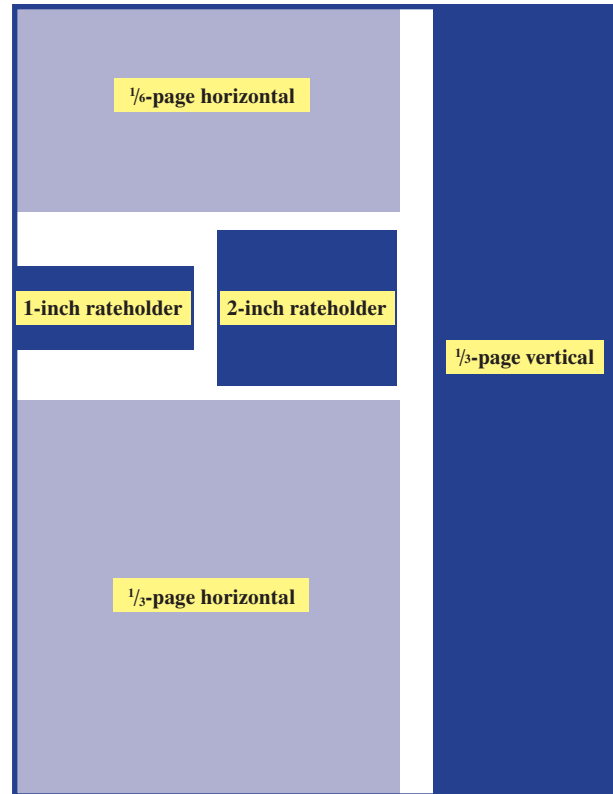 1/6-page horizontal
1-inch rateholder
2-inch rateholder
1/3-page vertical
1/3-page horizontal